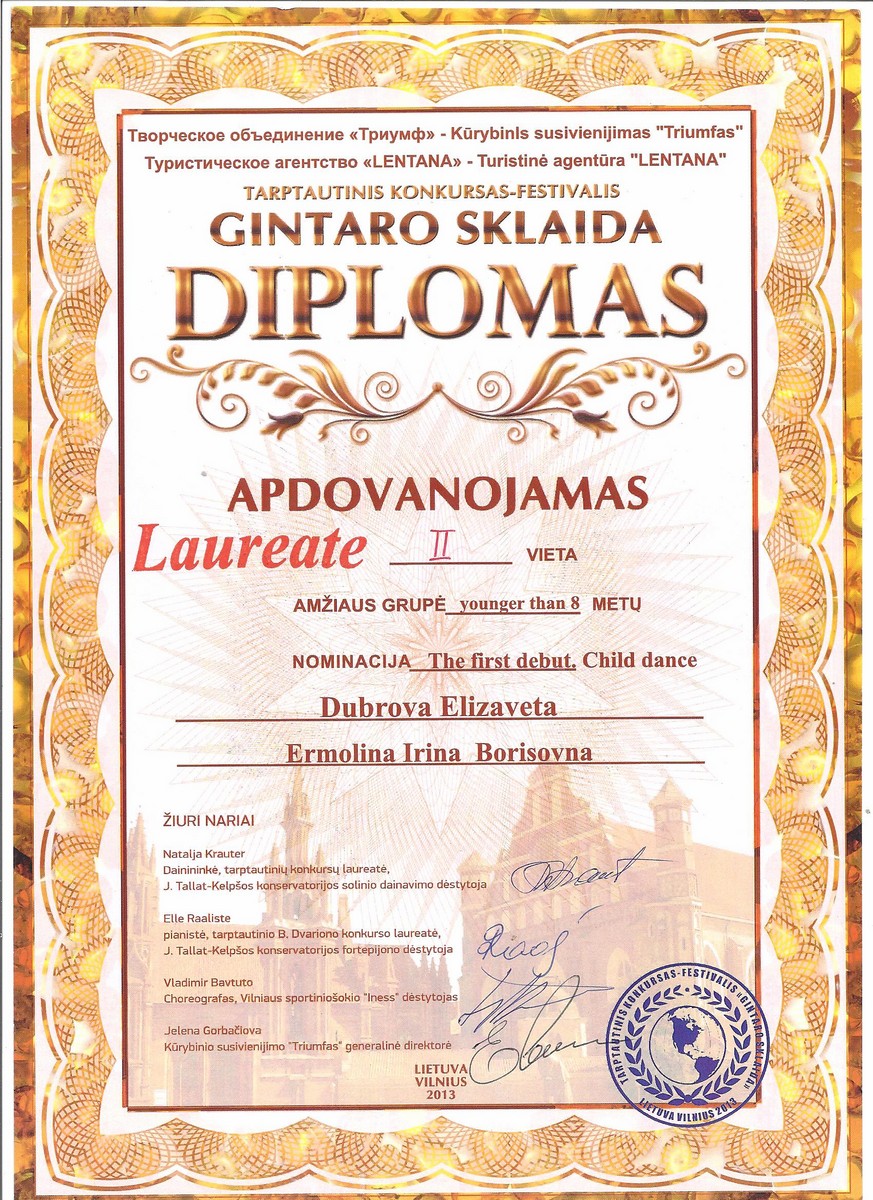 Творческое объединение «Триумф» - Kūrybinls susivienijimas "Triumfas"
Туристическое агентство «LENTANA» - Turistinė agentūra "LENTANA"
TARPTAUTINIS KONKURSAS-FESTIVALIS
GINTARO SKLAIDA
DIPLOMAS
APDOVANOJAMAS
Laureate II VIETA
AMŽIAUS GRUPĖ younger than 8 METŲ
NOMINACIJA The first debut, Child dance
Dubrova Elizaveta
Ermolina Irina Borisovna
ŽIURI NARIAI
Natalja Krauter
Dainininkė, tarptautinių konkursų laureatė,
J. Tallat-Kelpšos konservatorijos solinio dainavimo dėstytoja
Elle Raaliste
pianistė, tarptautinio B. Dvariono konkurso laureatė,
J. Tallat-Kelpšos konservatorijos fortepijono dėstytoja
Vladimir Bavtuto
Choreografas, Vilniaus sportiniošokio "Iness" dėstytojas
Jelena Gorbačiova
Kūrybinio susivienijimo "Triumfas" generalinė direktorė
LIETUVA
VILNIUS
2013
TARPTAUTINIS KONKURSAS-FESTIVALIS «GINTARO SKLAIDA»
LIETUVA VILNIUS 2013